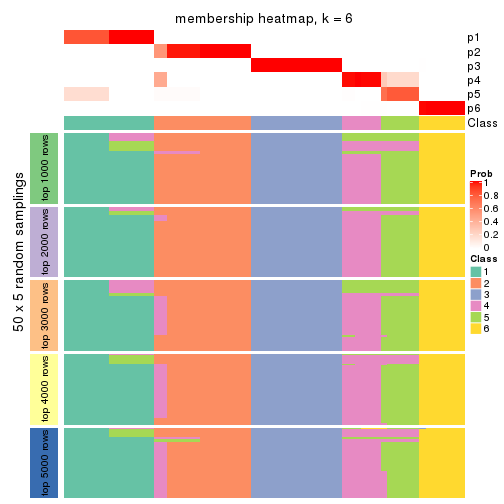 membership heatmap, k = 6
p1
p2
p3
p4
p5
p6
Class
50 x 5 random samplings
top 1000 rows
top 2000 rows
top 3000 rows
top 4000 rows
top 5000 rows
Prob
1
0.8
0.6
0.4
0.2
0
Class
1
2
3
4
5
6